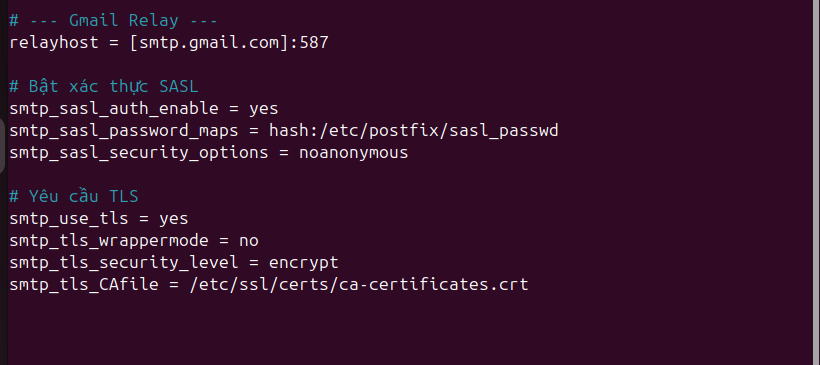 # --- Gmail Relay ---
relayhost = [smtp.gmail.com]:587
# Bật xác thực SASL
smtp_sasl_auth_enable = yes
smtp_sasl_password_maps = hash:/etc/postfix/sasl_passwd
smtp_sasl_security_options = noanonymous
# Yêu cầu TLS
smtp_use_tls = yes
smtp_tls_wrappermode = no
smtp_tls_security_level = encrypt
smtp_tls_CAfile = /etc/ssl/certs/ca-certificates.crt